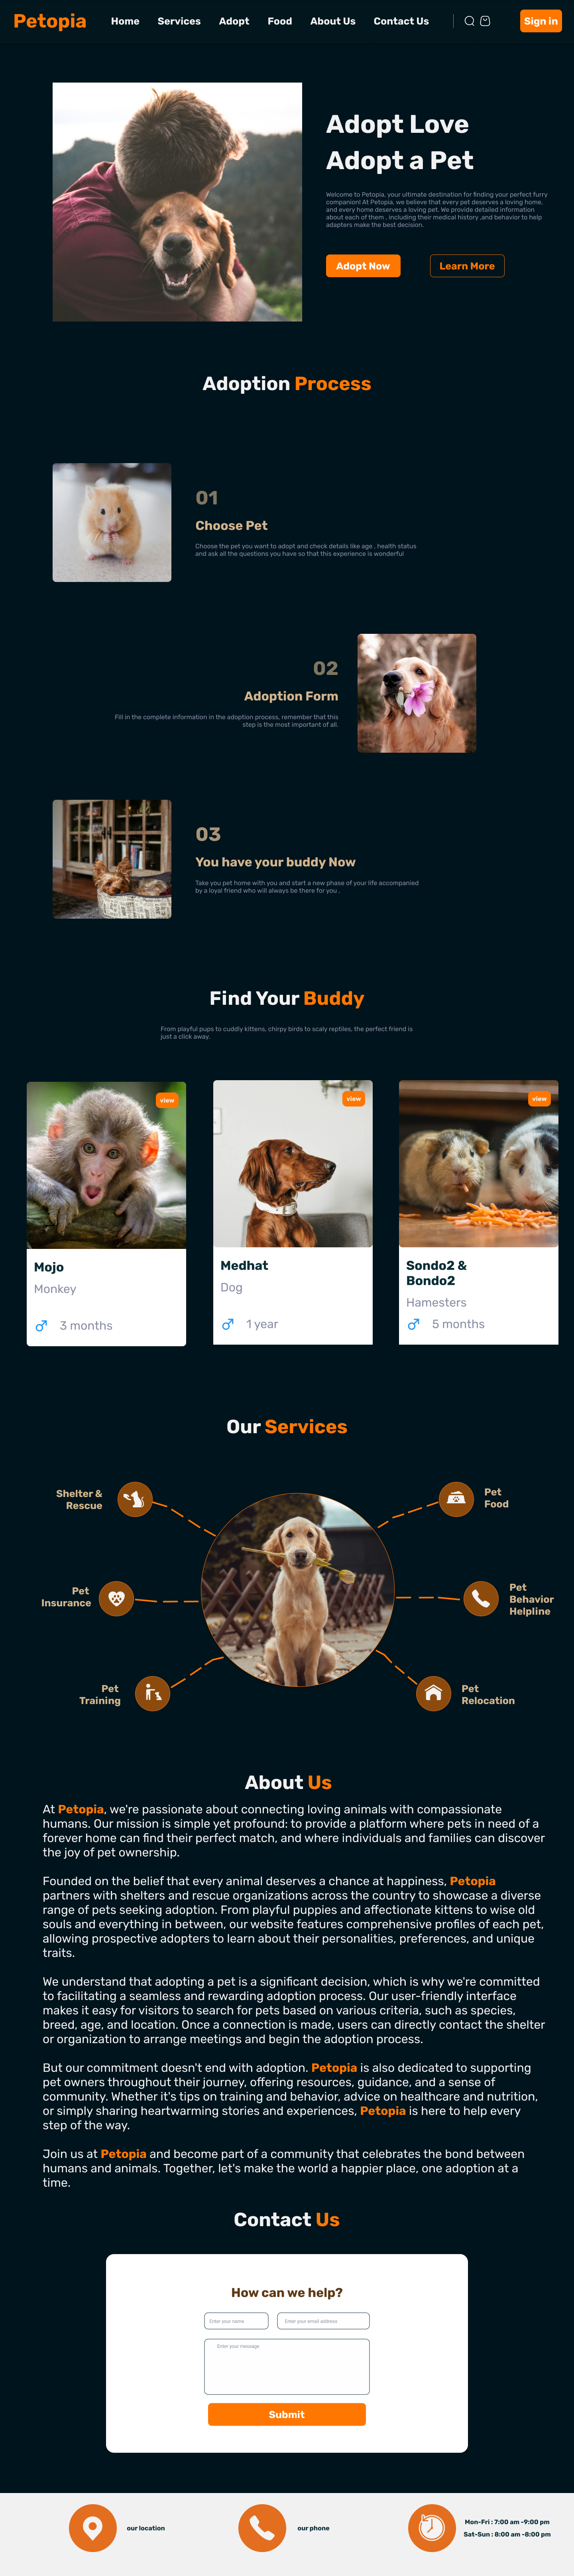 Petopia
Home Services Adopt Food About Us Contact Us
Sign in
Adopt Love
Adopt a Pet
Welcome to Petopia, your ultimate destination for finding your perfect furry
companion! At Petopia, we believe that every pet deserves a loving home,
and every home deserves a loving pet. We provide detailed information
about each of them , including their medical history ,and behavior to help
adapters make the best decision.
Adopt Now
Learn More
Adoption Process
01
Choose Pet
Choose the pet you want to adopt and check details like age , health status
and ask all the questions you have so that this experience is wonderful
02
Adoption Form
Fill in the complete information in the adoption process, remember that this
step is the most important of all.
03
You have your buddy Now
Take you pet home with you and start a new phase of your life accompanied
by a loyal friend who will always be there for you .
Find Your Buddy
From playful pups to cuddly kittens, chirpy birds to scaly reptiles, the perfect friend is
just a click away.
view
Mojo
Monkey
3 months
view
Medhat
Dog
1 year
view
Sondo2 &
Bondo2
Hamesters
5 months
Our Services
Shelter &
Rescue
Pet
Food
Pet
Insurance
Pet
Behavior
Helpline
Pet
Training
Pet
Relocation
About Us
At Petopia, we're passionate about connecting loving animals with compassionate
humans. Our mission is simple yet profound: to provide a platform where pets in need of a
forever home can find their perfect match, and where individuals and families can discover
the joy of pet ownership.
Founded on the belief that every animal deserves a chance at happiness, Petopia
partners with shelters and rescue organizations across the country to showcase a diverse
range of pets seeking adoption. From playful puppies and affectionate kittens to wise old
souls and everything in between, our website features comprehensive profiles of each pet,
allowing prospective adopters to learn about their personalities, preferences, and unique
traits.
We understand that adopting a pet is a significant decision, which is why we're committed
to facilitating a seamless and rewarding adoption process. Our user-friendly interface
makes it easy for visitors to search for pets based on various criteria, such as species,
breed, age, and location. Once a connection is made, users can directly contact the shelter
or organization to arrange meetings and begin the adoption process.
But our commitment doesn't end with adoption. Petopia is also dedicated to supporting
pet owners throughout their journey, offering resources, guidance, and a sense of
community. Whether it's tips on training and behavior, advice on healthcare and nutrition,
or simply sharing heartwarming stories and experiences, Petopia is here to help every
step of the way.
Join us at Petopia and become part of a community that celebrates the bond between
humans and animals. Together, let's make the world a happier place, one adoption at a
time.
Contact Us
How can we help?
Enter your name
Enter your email address
Enter your message
Submit
our location
our phone
Mon-Fri : 7:00 am -9:00 pm
Sat-Sun : 8:00 am -8:00 pm